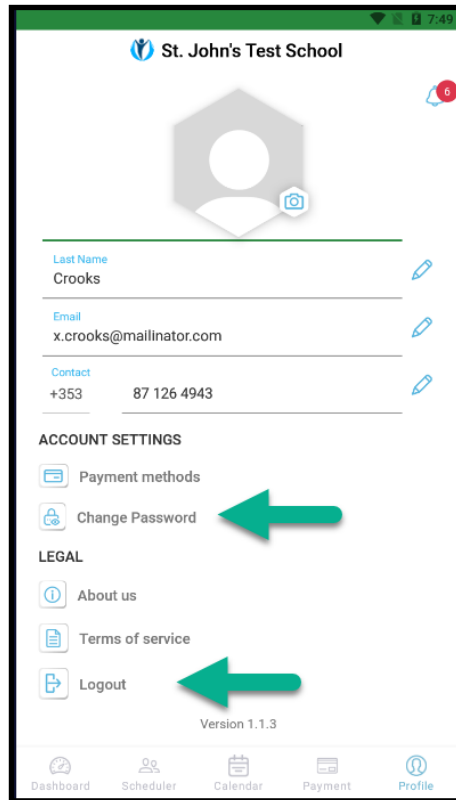 7:49
St. John's Test School
6
Last Name
Crooks
Email
x.crooks@mailinator.com
Contact
+353 87 126 4943
ACCOUNT SETTINGS
Payment methods
Change Password
LEGAL
About us
Terms of service
Logout
Version 1.1.3
Dashboard Scheduler Calendar Payment Profile